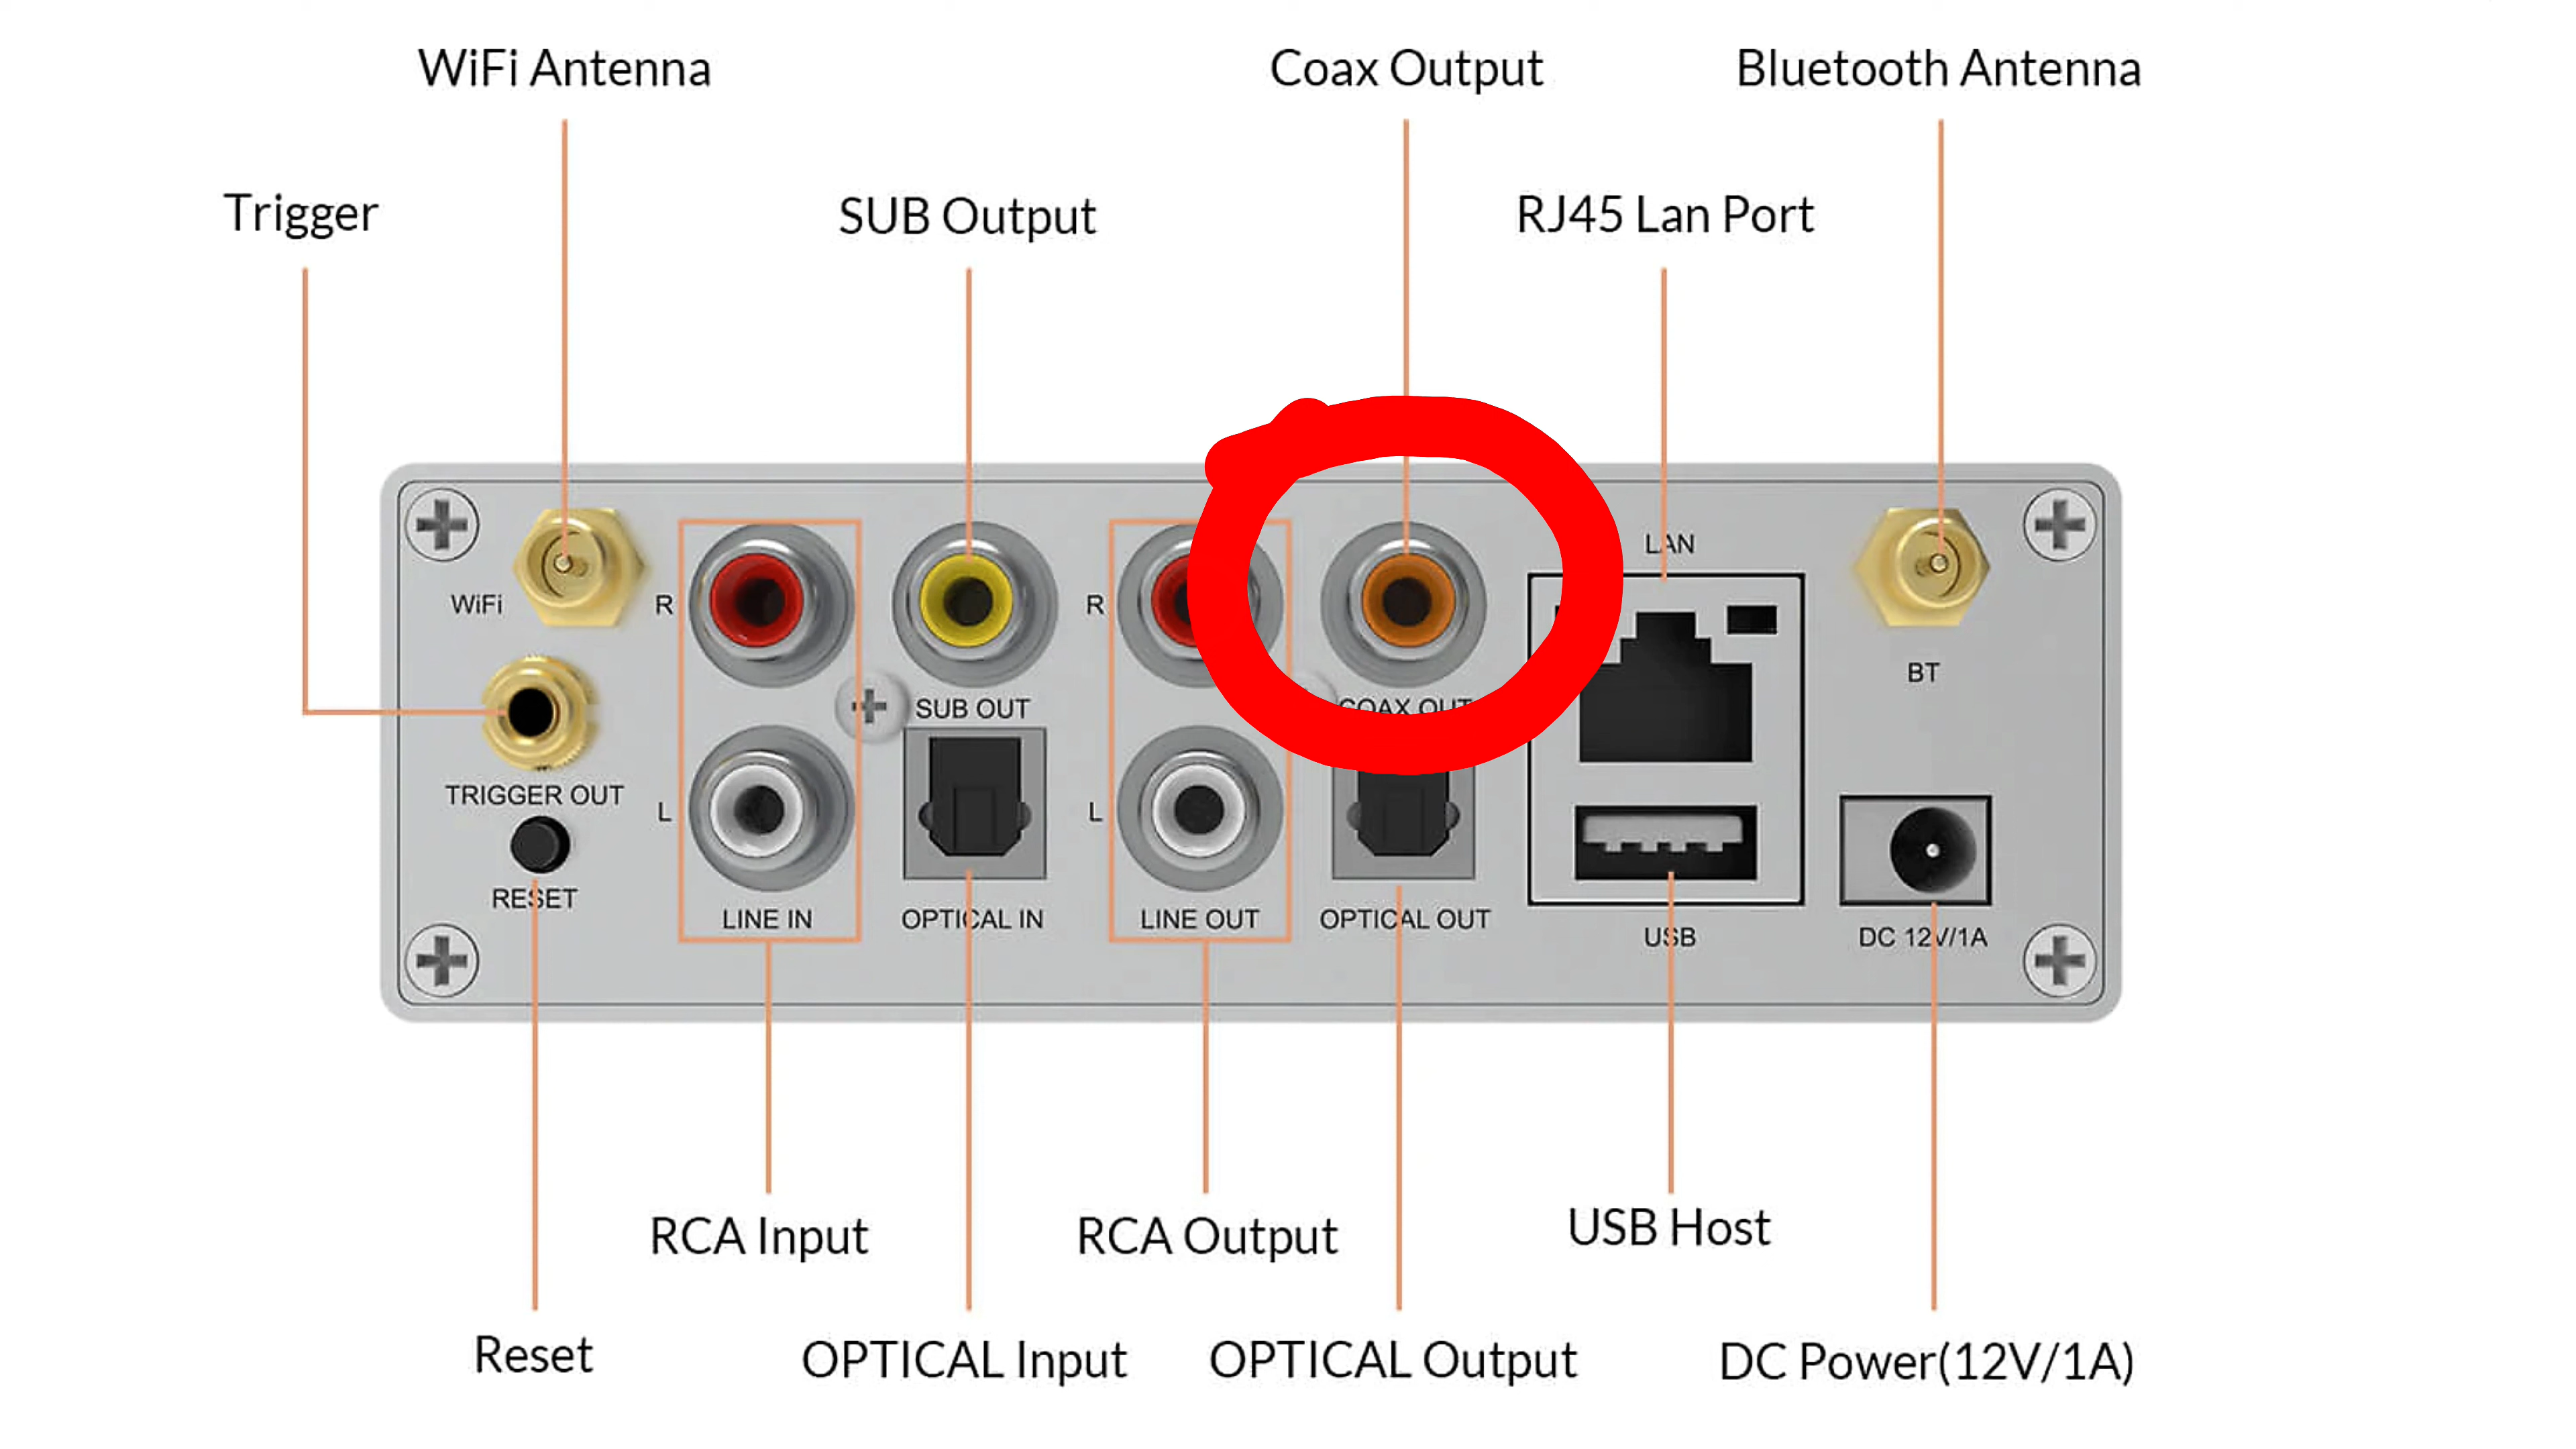 WiFi Antenna
Coax Output
Bluetooth Antenna
Trigger
SUB Output
RJ45 Lan Port
LAN
WiFi
R
R
BT
SUB OUT
COAX OUT
TRIGGER OUT
L
L
RESET
LINE IN
OPTICAL IN
LINE OUT
OPTICAL OUT
USB
DC 12V/1A
RCA Input
RCA Output
USB Host
Reset
OPTICAL Input
OPTICAL Output
DC Power(12V/1A)